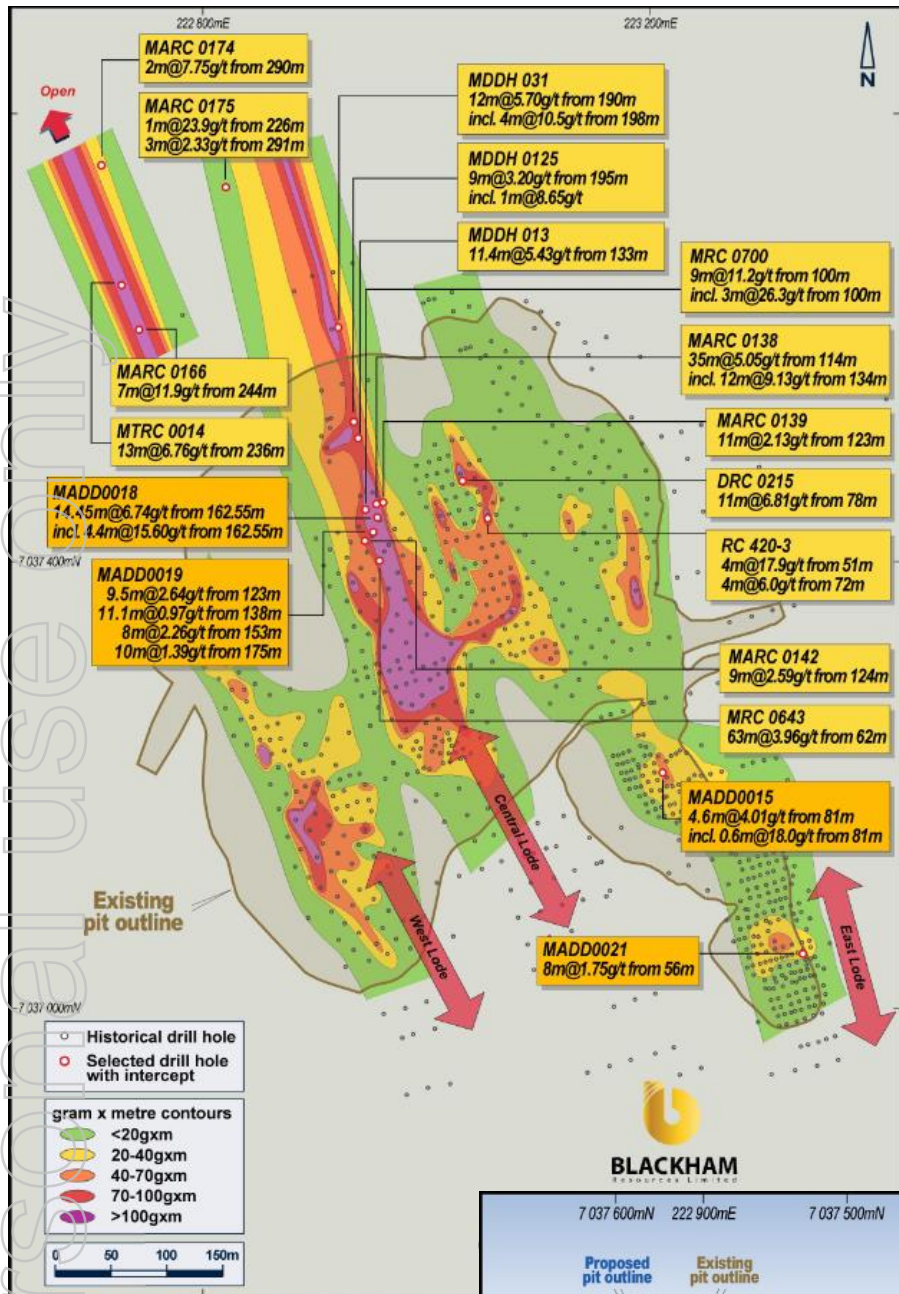 222 800mE
223 200mE
MARC 0174
2m@7.75g/t from 290m
N
Open
MARC 0175
1m@23.9g/t from 226m
3m@2.33g/t from 291m
MDDH 031
12m@5.70g/t from 190m
incl. 4m@10.5g/t from 198m
MDDH 0125
9m@3.20g/t from 195m
incl. 1m@8.65g/t
MDDH 013
11.4m@5.43g/t from 133m
MRC 0700
9m@11.2g/t from 100m
incl. 3m@26.3g/t from 100m
MARC 0138
35m@5.05g/t from 114m
incl. 12m@9.13g/t from 134m
MARC 0166
7m@11.9g/t from 244m
MTRC 0014
13m@6.76g/t from 236m
MARC 0139
11m@2.13g/t from 123m
DRC 0215
11m@6.81g/t from 78m
MADD0018
14.45m@6.74g/t from 162.55m
incl 4.4m@15.60g/t from 162.55m
RC 420-3
4m@17.9g/t from 51m
4m@6.0g/t from 72m
7 037 400mN
MADD0019
9.5m@2.64g/t from 123m
11.1m@0.97g/t from 138m
8m@2.26g/t from 153m
10m@1.39g/t from 175m
MARC 0142
9m@2.59g/t from 124m
MRC 0643
63m@3.96g/t from 62m
MADD0015
4.6m@4.01g/t from 81m
incl. 0.6m@18.0g/t from 81m
Central Lode
West Lode
East Lode
Existing
pit outline
MADD0021
8m@1.75g/t from 56m
7 037 000mN
Historical drill hole
Selected drill hole
with intercept
gram x metre contours
<20gxm
20-40gxm
40-70gxm
70-100gxm
>100gxm
0 50 100 150m
BLACKHAM
Resources Limited
7 037 600mN 222 900mE 7 037 500mN
Proposed
pit outline
Existing
pit outline
rsonal use only